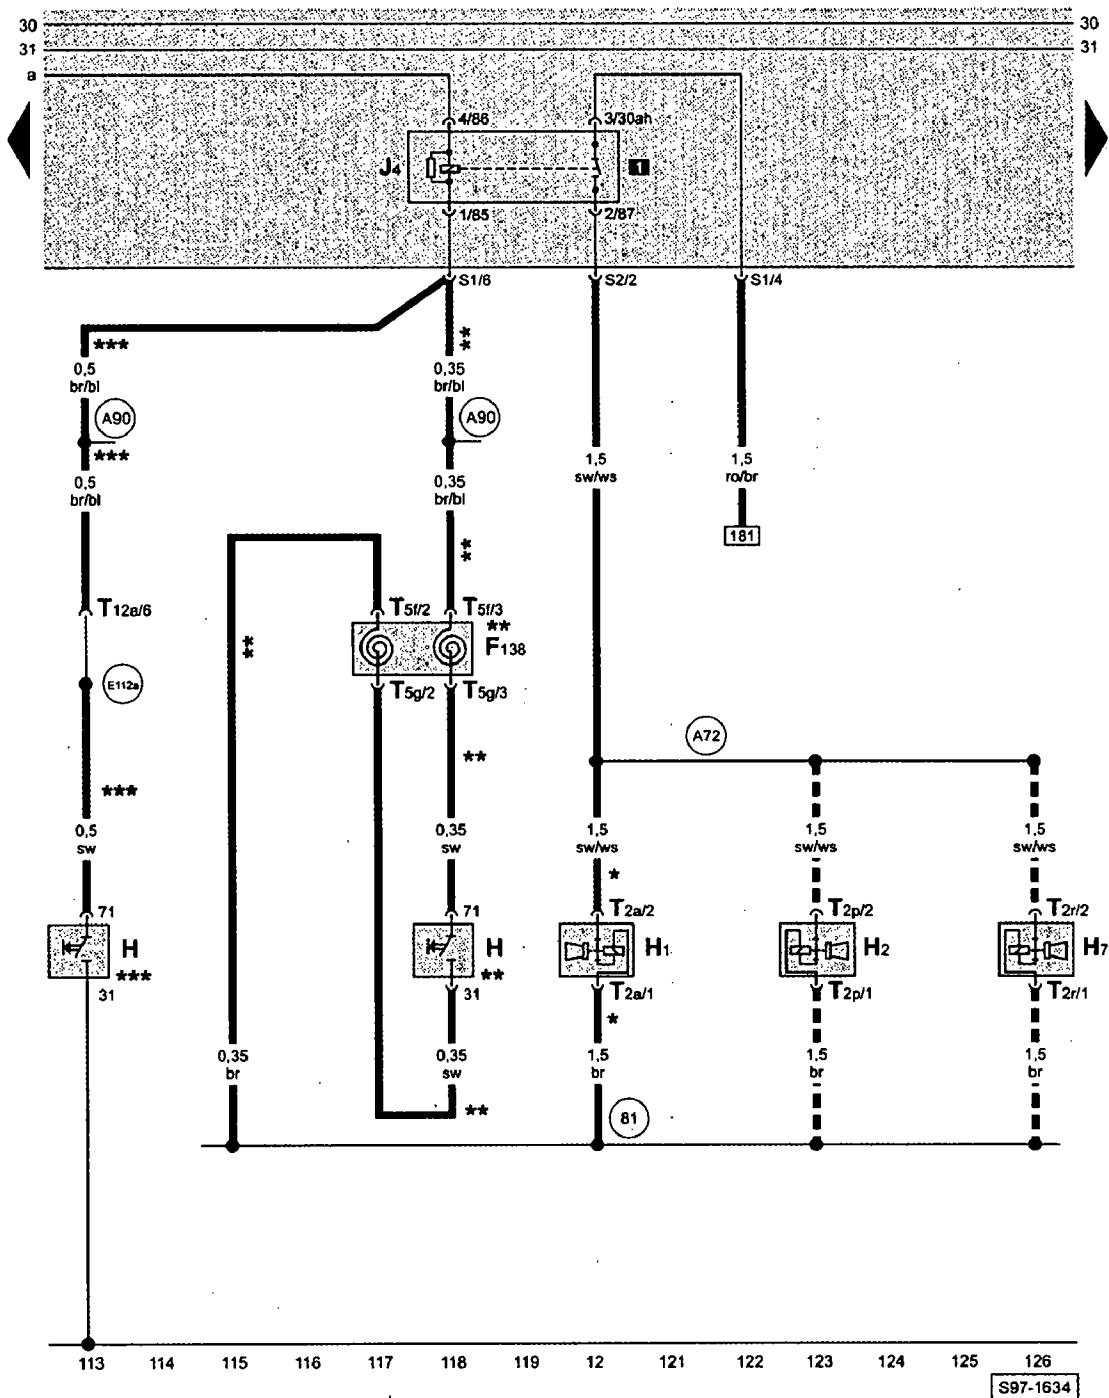 30 30
31 31
a
4/86 3/30ah
J4 1
1/85 2/87
S1/6 S2/2 S1/4
*** **
0,5 0,35
br/bl br/bl
A90 A90
***
0,5 0,35 1,5 1,5
br/bl br/bl sw/ws ro/br
** 181
T12a/6 T5f/2 T5f/3
**
** F138
E112a T5g/2 T5g/3
A72
**
***
0,5 0,35 1,5 1,5 1,5
sw sw sw/ws sw/ws sw/ws
*
71 71 T2a/2 T2p/2 T2r/2
H H H1 H2 H7
*** **
31 31 T2a/1 T2p/1 T2r/1
*
0,35 0,35 1,5 1,5 1,5
br sw br br br
** 81
113 114 115 116 117 118 119 12 121 122 123 124 125 126
S97-1634